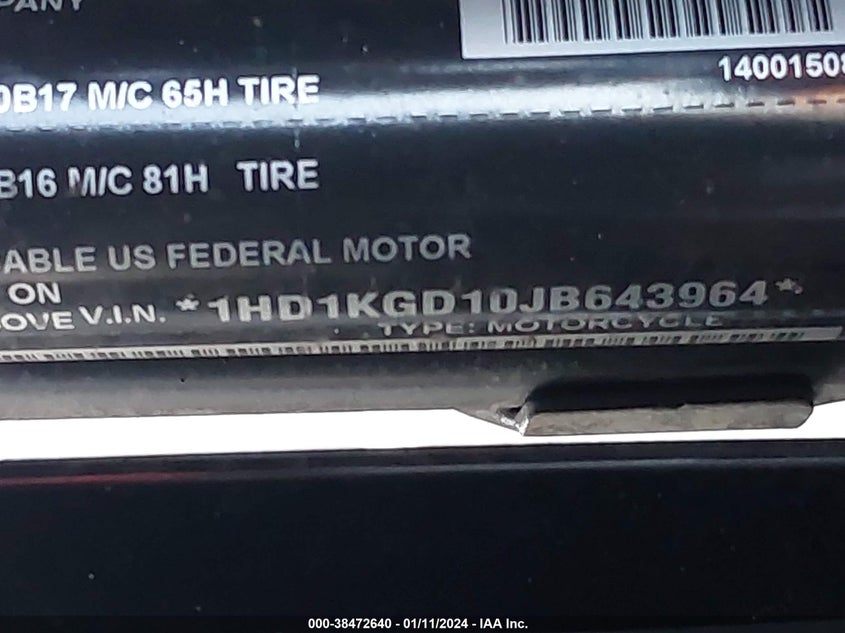 PANY
14001508
0B17 M/C 65H TIRE
B16 M/C 81H TIRE
ABLE US FEDERAL MOTOR
ON
OVE V.I.N. *1HD1KGD10JB643964*
TYPE: MOTORCYCLE
000-38472640 - 01/11/2024 - IAA Inc.